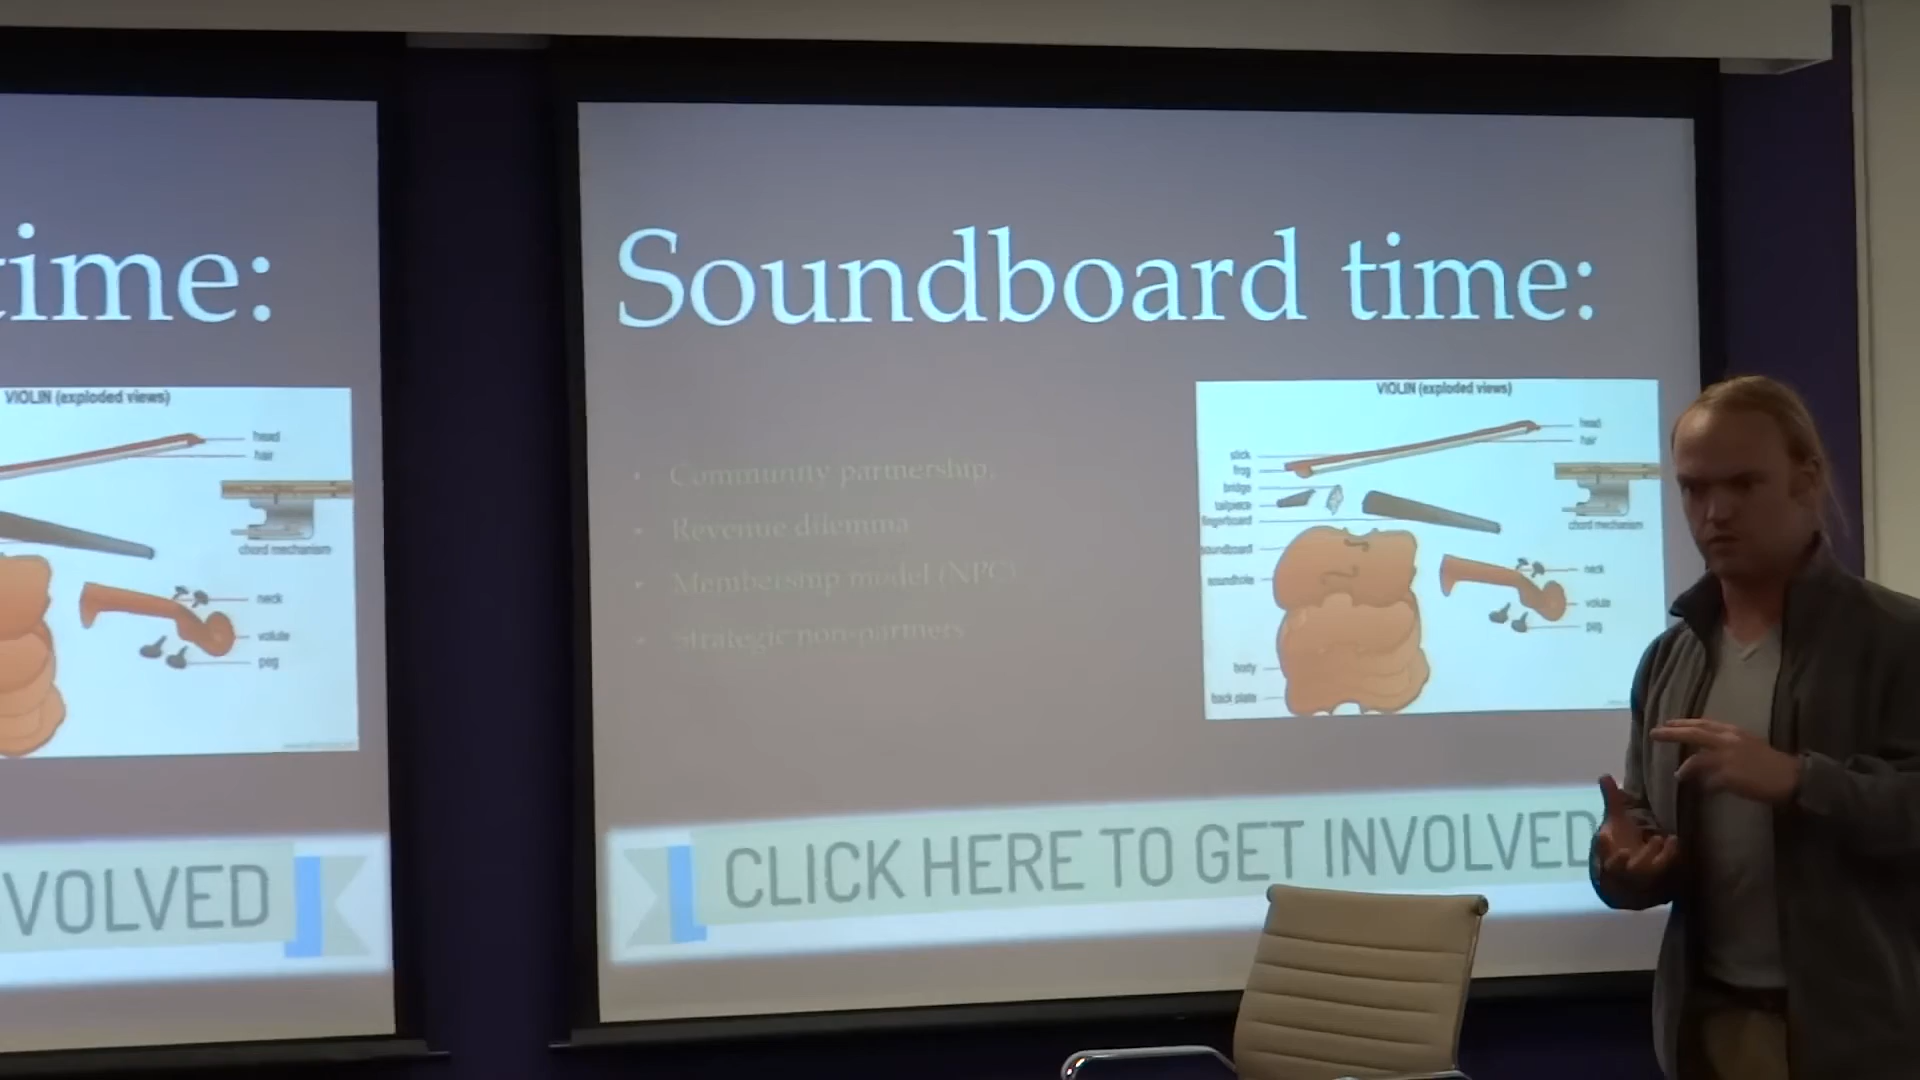 time:
VIOLIN (exploded views)
head
hair
chord mechanism
neck
volute
peg
VOLVED
Soundboard time:
• Community partnership,
• Revenue dilemma
• Membership model (NPC)
• Strategic non-partners
VIOLIN (exploded views)
head
hair
stick
frog
bridge
tailpiece
fingerboard
soundboard
soundhole
body
back plate
chord mechanism
neck
volute
peg
CLICK HERE TO GET INVOLVED